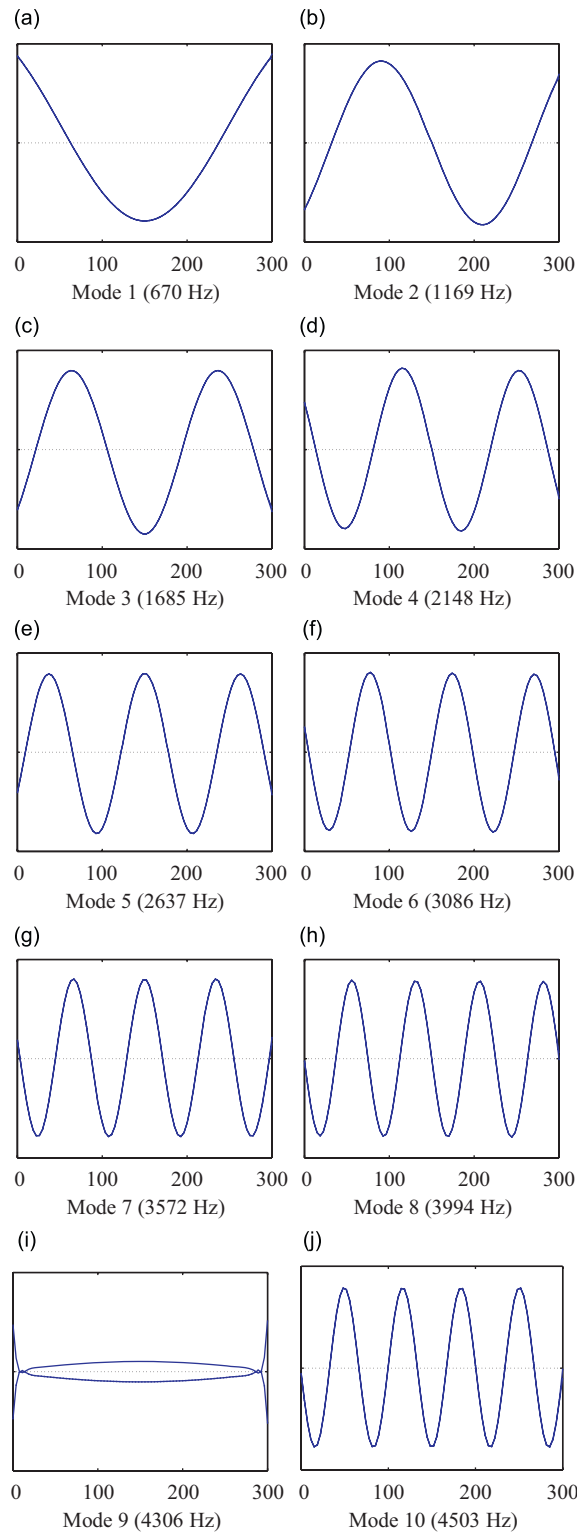 (a) (b)
0 100 200 300 0 100 200 300
Mode 1 (670 Hz) Mode 2 (1169 Hz)
(c) (d)
0 100 200 300 0 100 200 300
Mode 3 (1685 Hz) Mode 4 (2148 Hz)
(e) (f)
0 100 200 300 0 100 200 300
Mode 5 (2637 Hz) Mode 6 (3086 Hz)
(g) (h)
0 100 200 300 0 100 200 300
Mode 7 (3572 Hz) Mode 8 (3994 Hz)
(i) (j)
0 100 200 300 0 100 200 300
Mode 9 (4306 Hz) Mode 10 (4503 Hz)